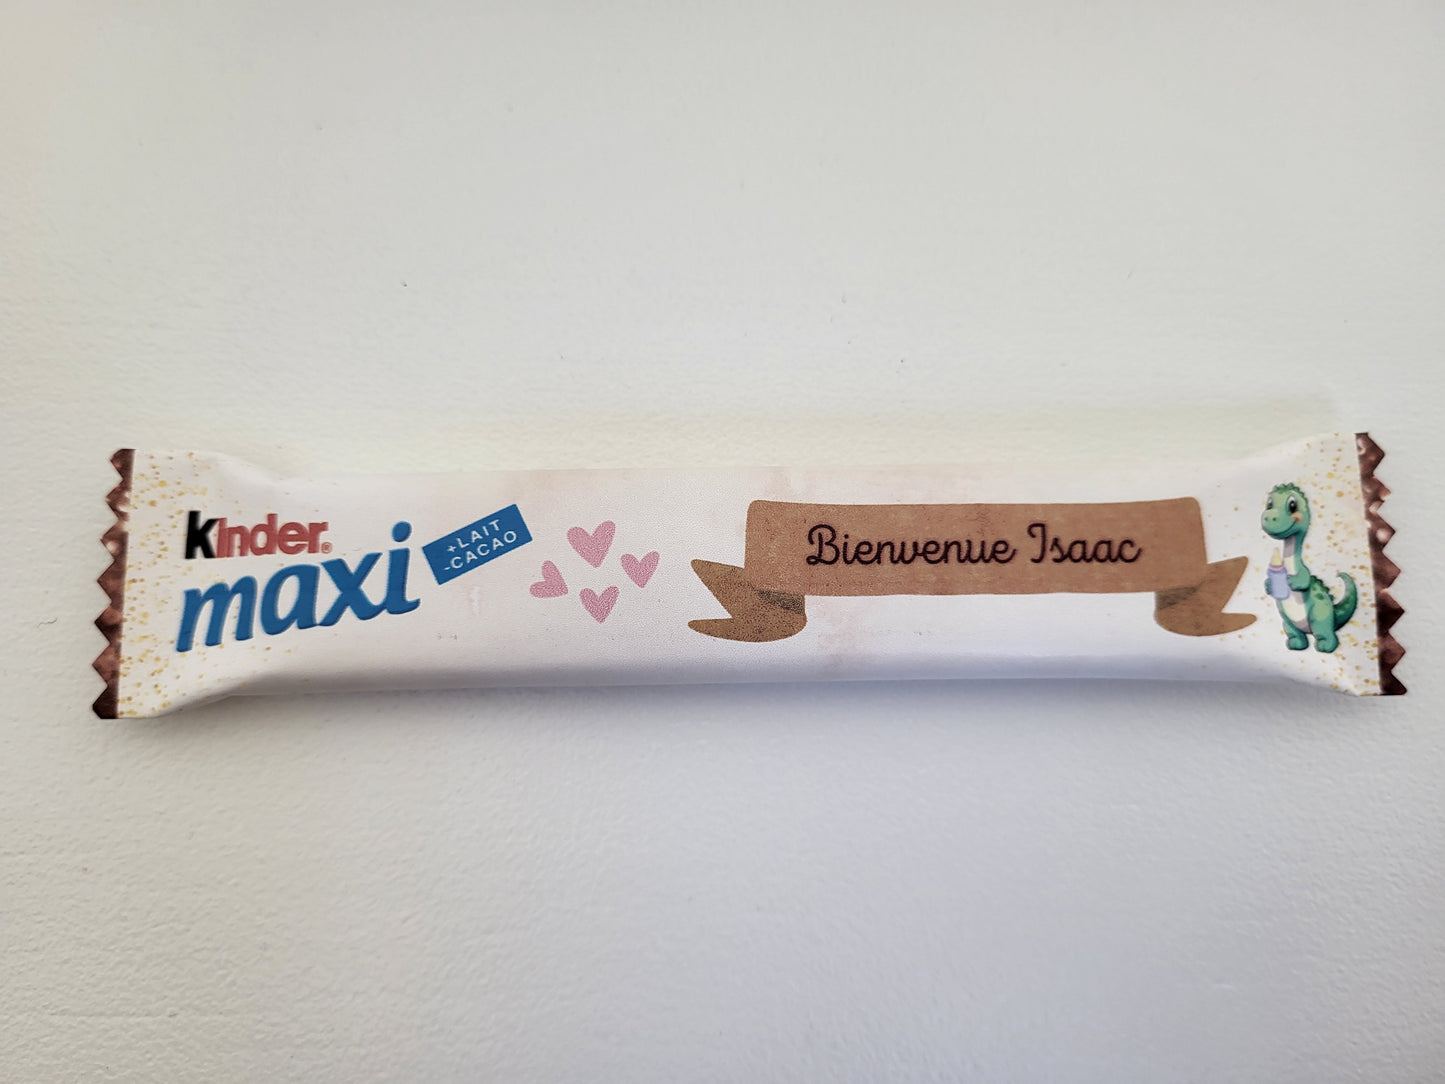 kinder®
maxi
+LAIT
-CACAO
Bienvenue Isaac